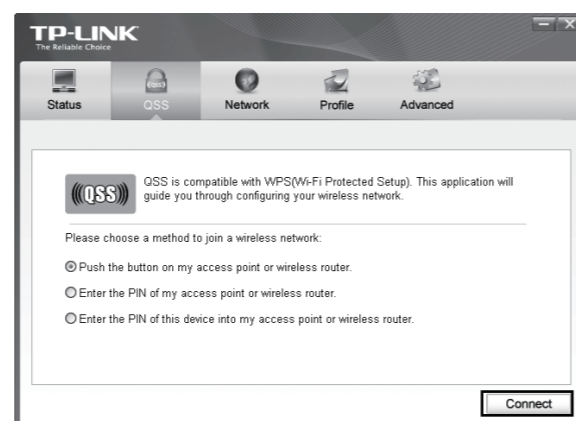 TP-LINK
The Reliable Choice
Status
QSS
Network
Profile
Advanced
QSS
QSS is compatible with WPS(Wi-Fi Protected Setup). This application will
guide you through configuring your wireless network.
Please choose a method to join a wireless network:
Push the button on my access point or wireless router.
Enter the PIN of my access point or wireless router.
Enter the PIN of this device into my access point or wireless router.
Connect